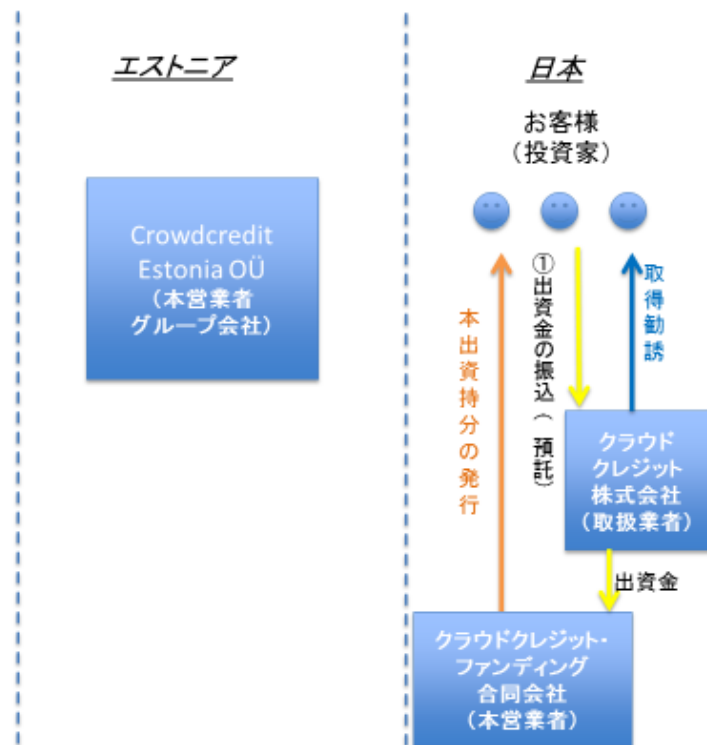 エストニア
日本
お客様
（投資家）
Crowdcredit
Estonia OÜ
（本営業者
グループ会社）
本出資持分の発行
①出資金の振込（預託）
取得勧誘
クラウド
クレジット
株式会社
（取扱業者）
出資金
クラウドクレジット・
ファンディング
合同会社
（本営業者）